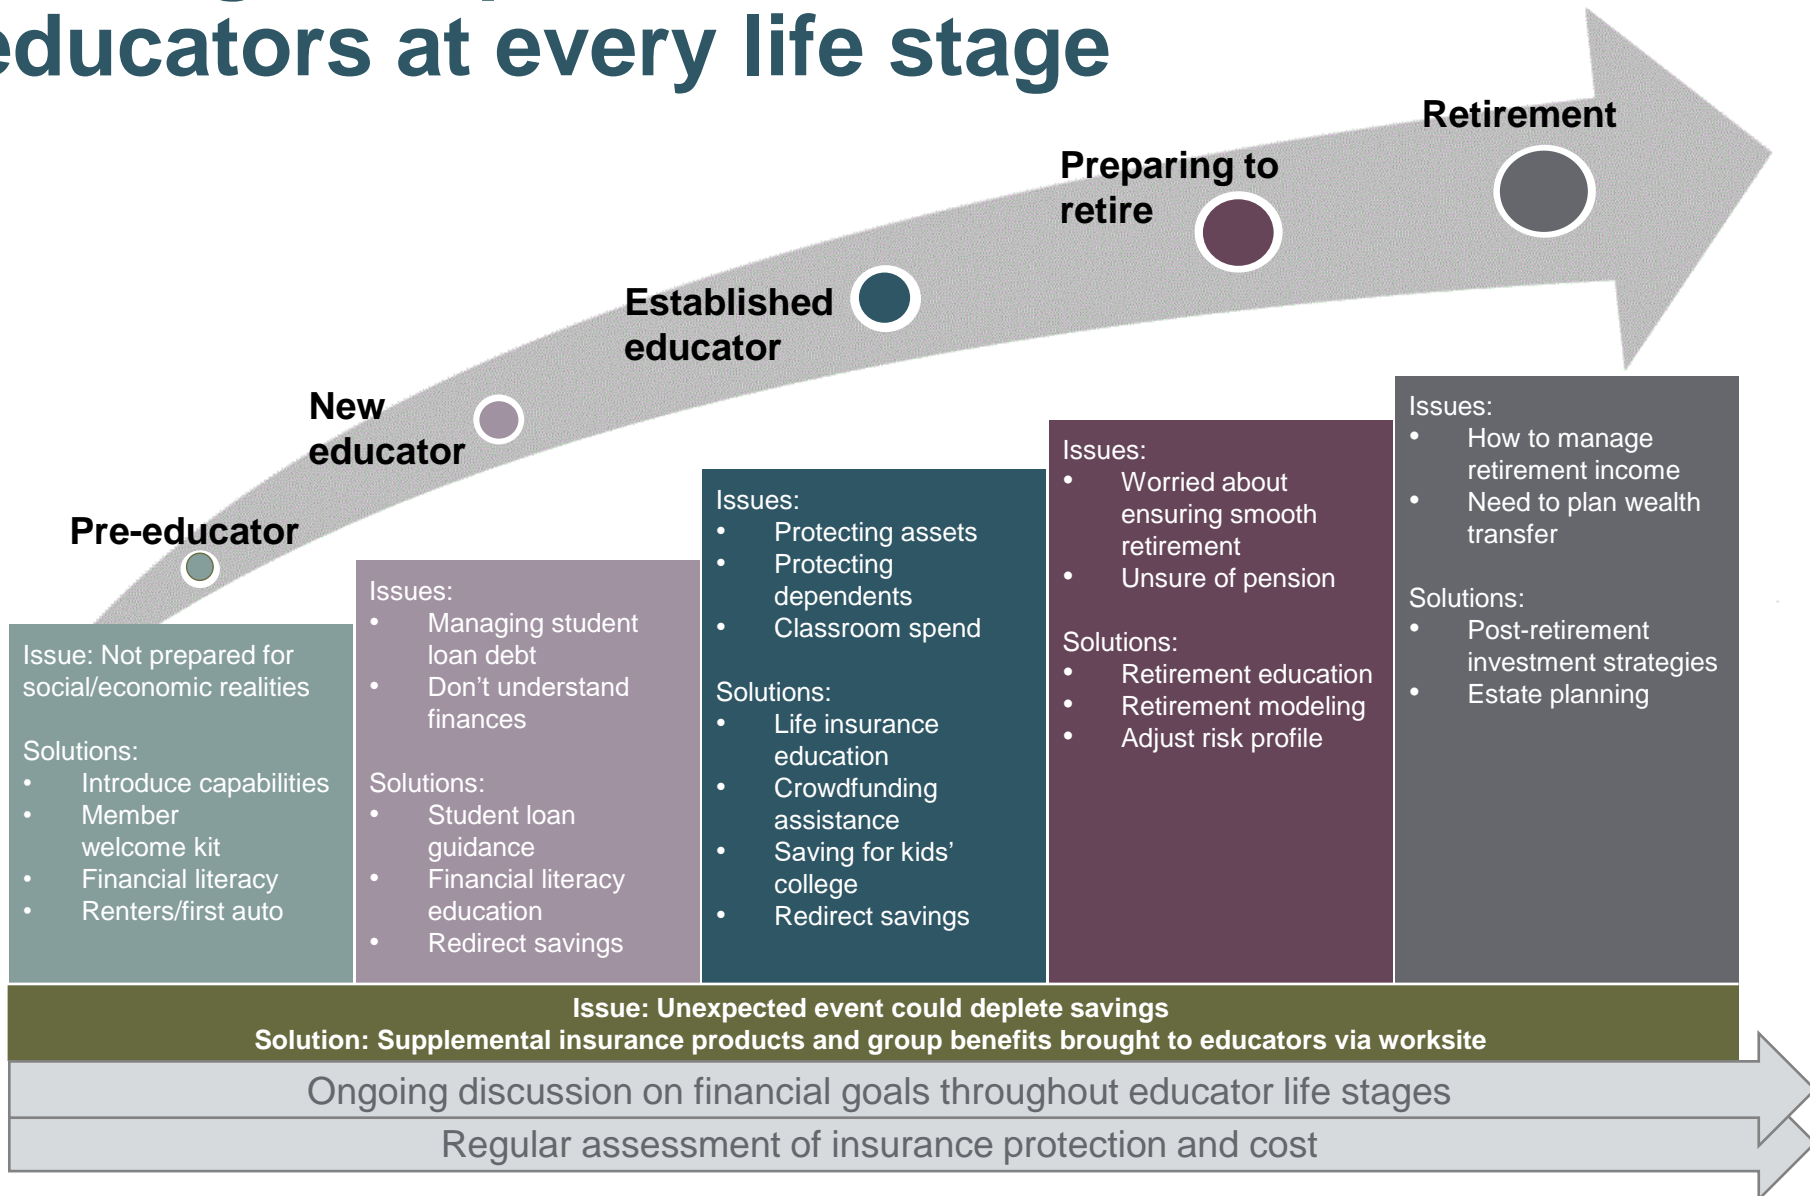 educators at every life stage
Retirement
Preparing to
retire
Established
educator
New
educator
Pre-educator
Issue: Not prepared for
social/economic realities
Solutions:
• Introduce capabilities
• Member
welcome kit
• Financial literacy
• Renters/first auto
Issues:
• Managing student
loan debt
• Don’t understand
finances
Solutions:
• Student loan
guidance
• Financial literacy
education
• Redirect savings
Issues:
• Protecting assets
• Protecting
dependents
• Classroom spend
Solutions:
• Life insurance
education
• Crowdfunding
assistance
• Saving for kids’
college
• Redirect savings
Issues:
• Worried about
ensuring smooth
retirement
• Unsure of pension
Solutions:
• Retirement education
• Retirement modeling
• Adjust risk profile
Issues:
• How to manage
retirement income
• Need to plan wealth
transfer
Solutions:
• Post-retirement
investment strategies
• Estate planning
Issue: Unexpected event could deplete savings
Solution: Supplemental insurance products and group benefits brought to educators via worksite
Ongoing discussion on financial goals throughout educator life stages
Regular assessment of insurance protection and cost